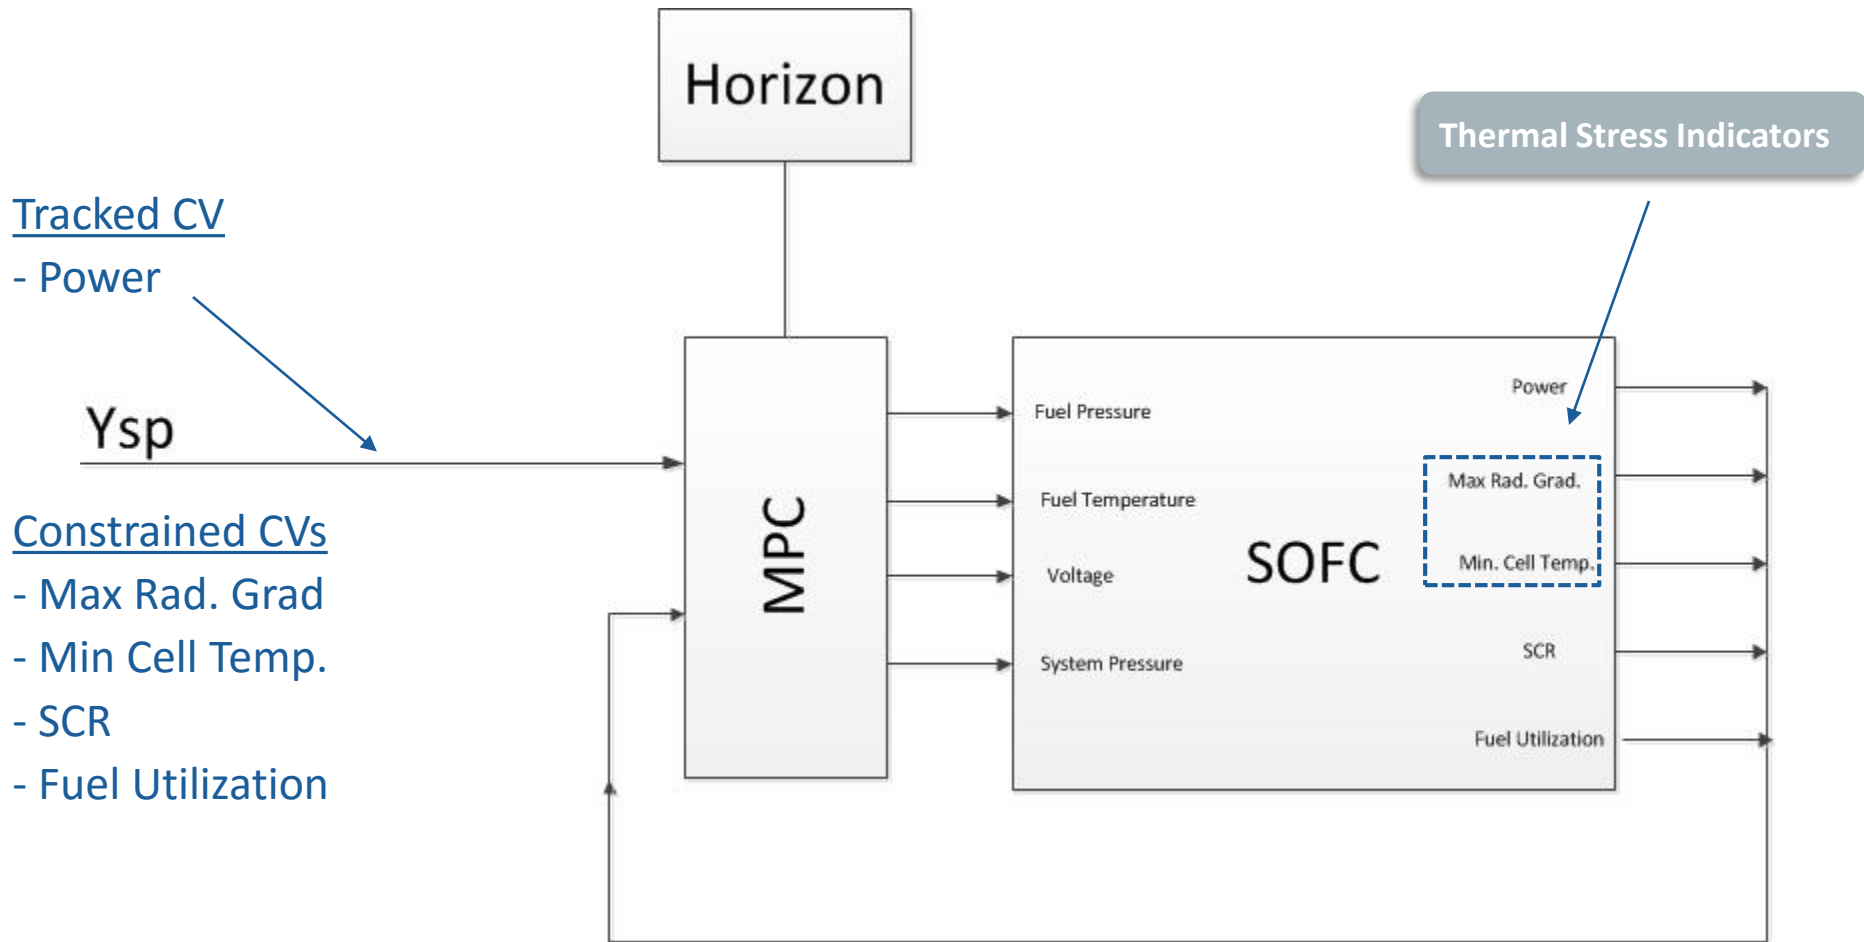 Horizon
Thermal Stress Indicators
Tracked CV
- Power
Ysp
Constrained CVs
- Max Rad. Grad
- Min Cell Temp.
- SCR
- Fuel Utilization
MPC
Fuel Pressure
Fuel Temperature
Voltage
System Pressure
SOFC
Power
Max Rad. Grad.
Min. Cell Temp.
SCR
Fuel Utilization